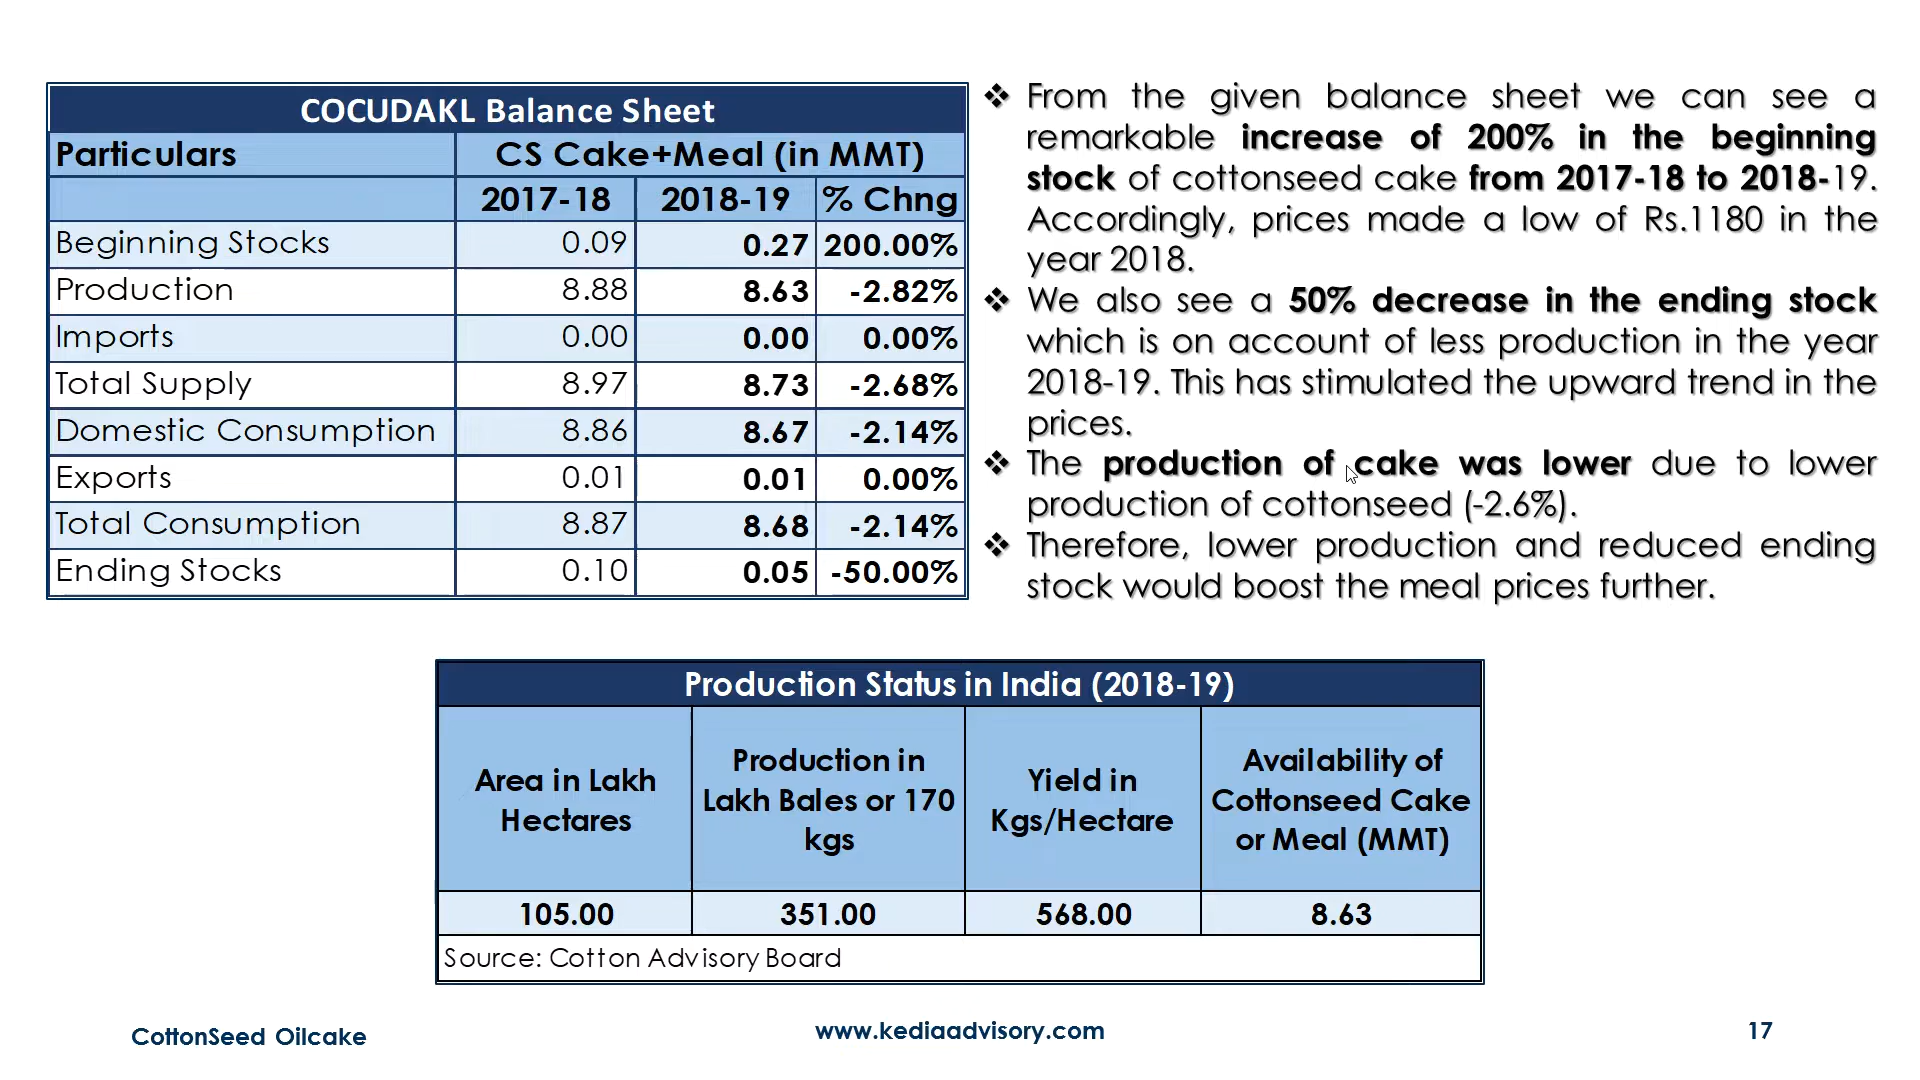 COCUDAKL Balance Sheet
Particulars CS Cake+Meal (in MMT)
2017-18 2018-19 % Chng
Beginning Stocks 0.09 0.27 200.00%
Production 8.88 8.63 -2.82%
Imports 0.00 0.00 0.00%
Total Supply 8.97 8.73 -2.68%
Domestic Consumption 8.86 8.67 -2.14%
Exports 0.01 0.01 0.00%
Total Consumption 8.87 8.68 -2.14%
Ending Stocks 0.10 0.05 -50.00%
❖ From the given balance sheet we can see a
remarkable increase of 200% in the beginning
stock of cottonseed cake from 2017-18 to 2018-19.
Accordingly, prices made a low of Rs.1180 in the
year 2018.
❖ We also see a 50% decrease in the ending stock
which is on account of less production in the year
2018-19. This has stimulated the upward trend in the
prices.
❖ The production of cake was lower due to lower
production of cottonseed (-2.6%).
❖ Therefore, lower production and reduced ending
stock would boost the meal prices further.
Production Status in India (2018-19)
Area in Lakh
Hectares
Production in
Lakh Bales or 170
kgs
Yield in
Kgs/Hectare
Availability of
Cottonseed Cake
or Meal (MMT)
105.00 351.00 568.00 8.63
Source: Cotton Advisory Board
CottonSeed Oilcake www.kediaadvisory.com 17